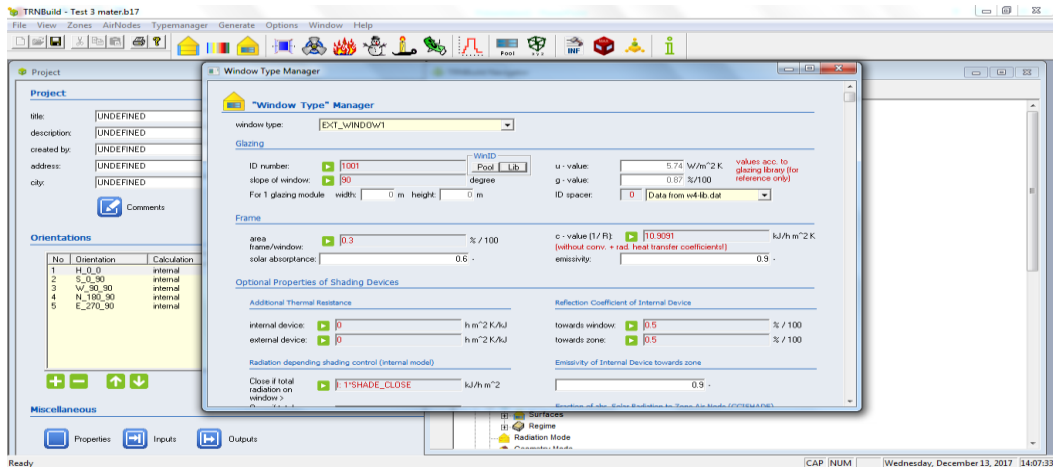 TRNBuild - Test 3 mater.b17
File View Zones AirNodes Typemanager Generate Options Window Help
Pool
INF
Project
Window Type Manager
Project
title: UNDEFINED
description: UNDEFINED
created by: UNDEFINED
address: UNDEFINED
city: UNDEFINED
Comments
Orientations
No Orientation Calculation
1 H_0_0 internal
2 S_0_90 internal
3 W_90_90 internal
4 N_180_90 internal
5 E_270_90 internal
Miscellaneous
Properties Inputs Outputs
"Window Type" Manager
window type: EXT_WINDOW1
Glazing
WinID
ID number: 1001 Pool Lib
slope of window: 90 degree
For 1 glazing module width: 0 m height: 0 m
u - value: 5.74 W/m^2 K
g - value: 0.87 %/100
values acc. to
glazing library (for
reference only)
ID spacer: 0 Data from w4-lib.dat
Frame
area
frame/window: 0.3 % / 100
solar absorptance: 0.6 -
c - value (1/ R): 10.9091 kJ/h m^2 K
(without conv. + rad. heat transfer coefficients!)
emissivity: 0.9 -
Optional Properties of Shading Devices
Additional Thermal Resistance
internal device: 0 h m^2 K/kJ
external device: 0 h m^2 K/kJ
Reflection Coefficient of Internal Device
towards window: 0.5 % / 100
towards zone: 0.5 % / 100
Radiation depending shading control (internal model)
Close if total
radiation on
window >
I: 1*SHADE_CLOSE kJ/h m^2
Emissivity of Internal Device towards zone
0.9 -
Surfaces
Regime
Radiation Mode
Geometry Mode
Ready
CAP NUM Wednesday, December 13, 2017 14:07:33